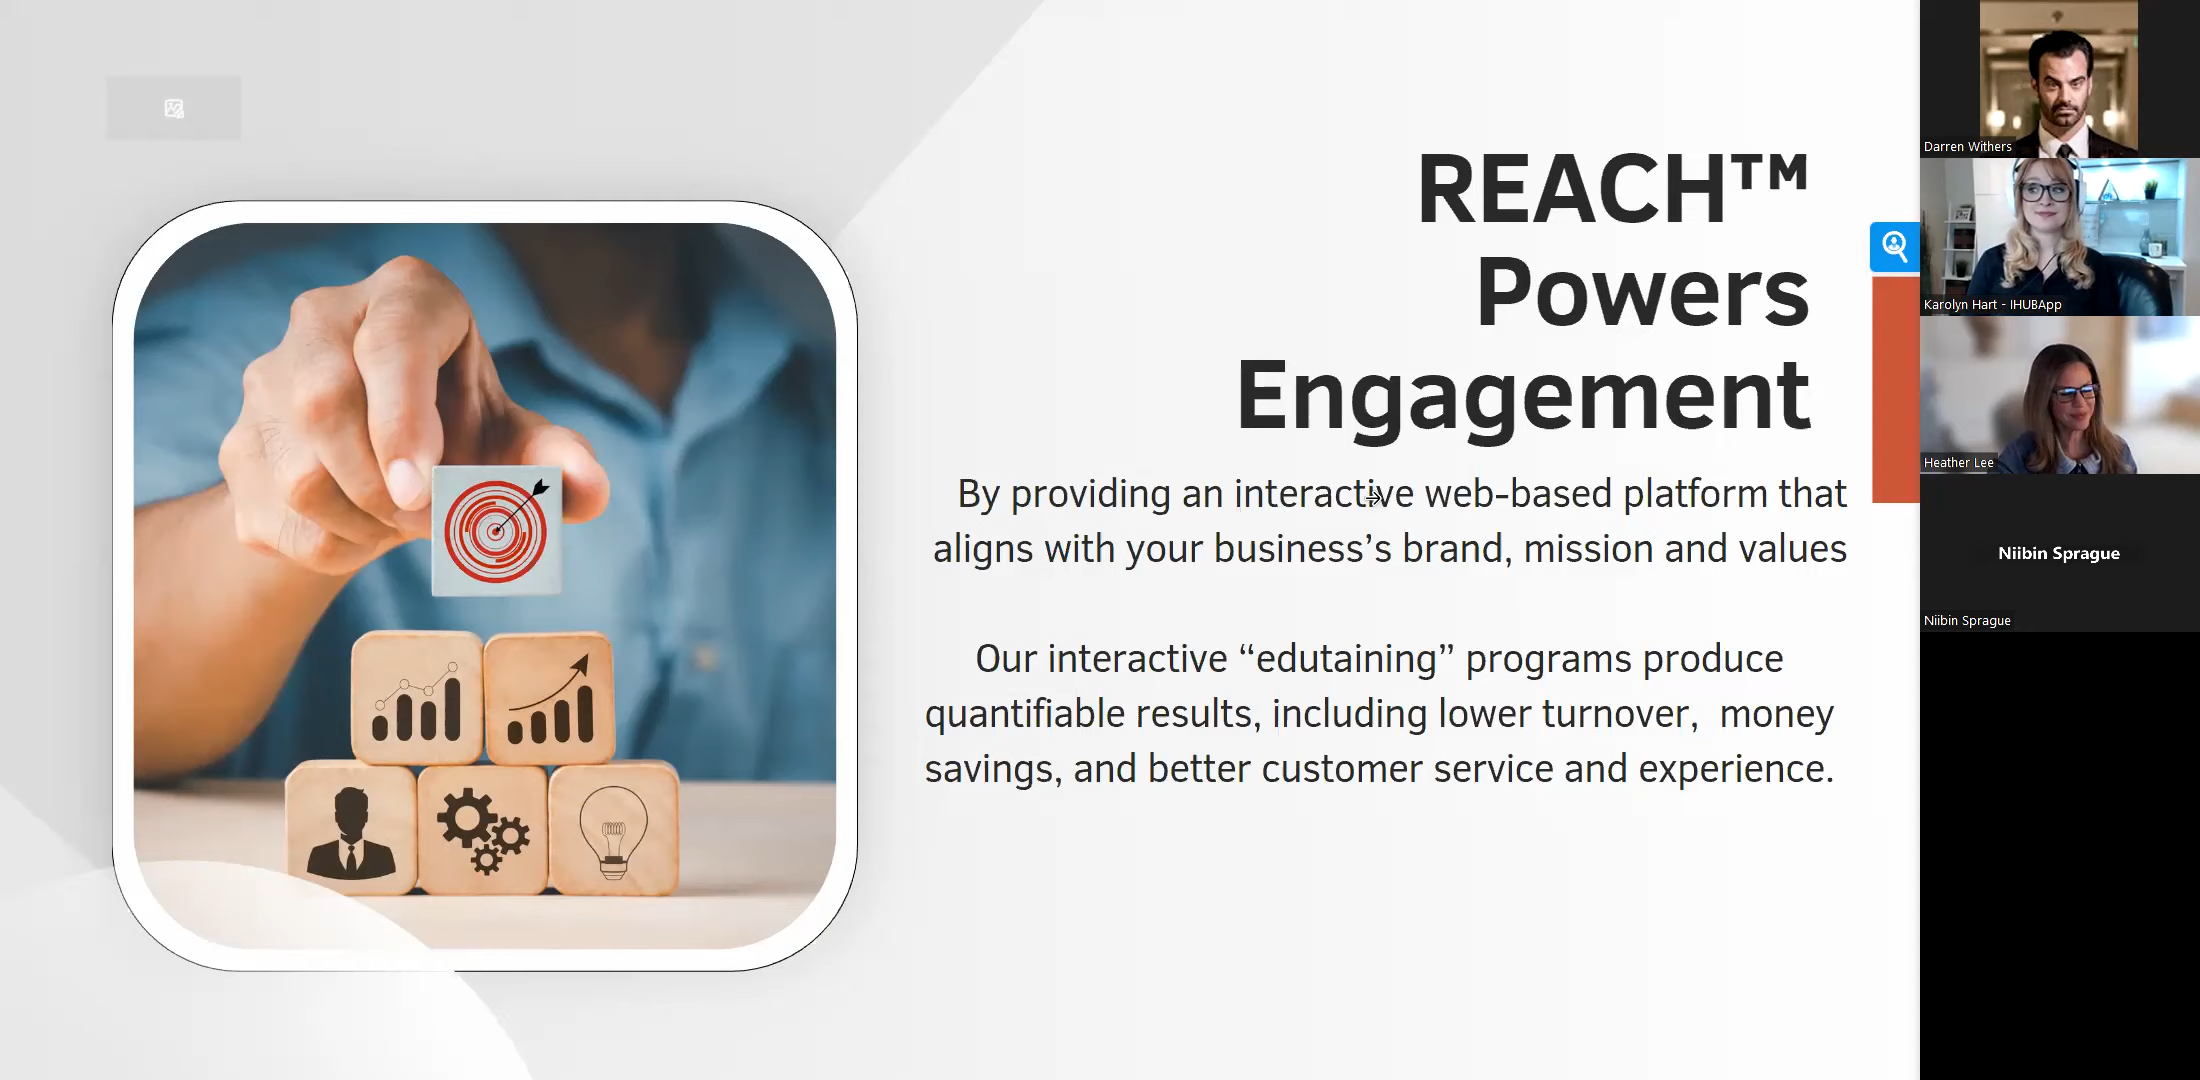 REACH™
Powers
Engagement
By providing an interactive web-based platform that
aligns with your business’s brand, mission and values
Our interactive “edutaining” programs produce
quantifiable results, including lower turnover,  money
savings, and better customer service and experience.
Darren Withers
Karolyn Hart - IHUBApp
Heather Lee
Niibin Sprague
Niibin Sprague